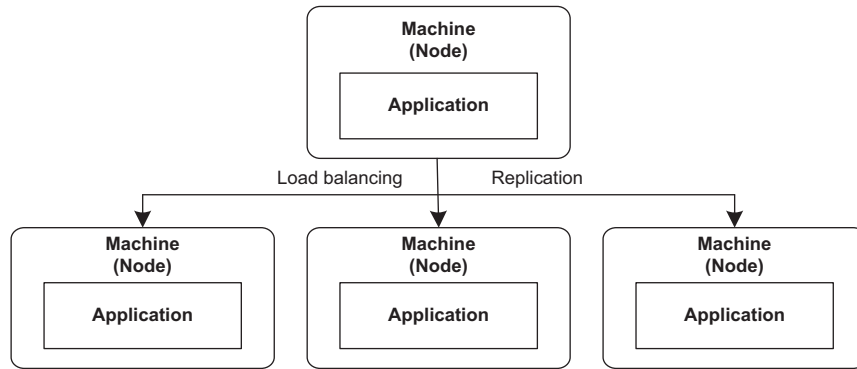 Machine
(Node)
Application
Load balancing
Replication
Machine
(Node)
Application
Machine
(Node)
Application
Machine
(Node)
Application